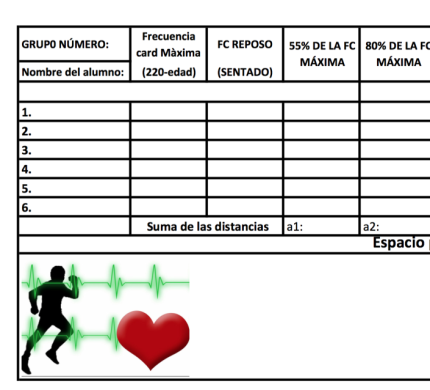 GRUP0 NÚMERO:
Nombre del alumno:
Frecuencia
card Màxima
(220-edad)
FC REPOSO
(SENTADO)
55% DE LA FC
MÁXIMA
80% DE LA FC
MÁXIMA
1.
2.
3.
4.
5.
6.
Suma de las distancias
a1:
a2:
Espacio